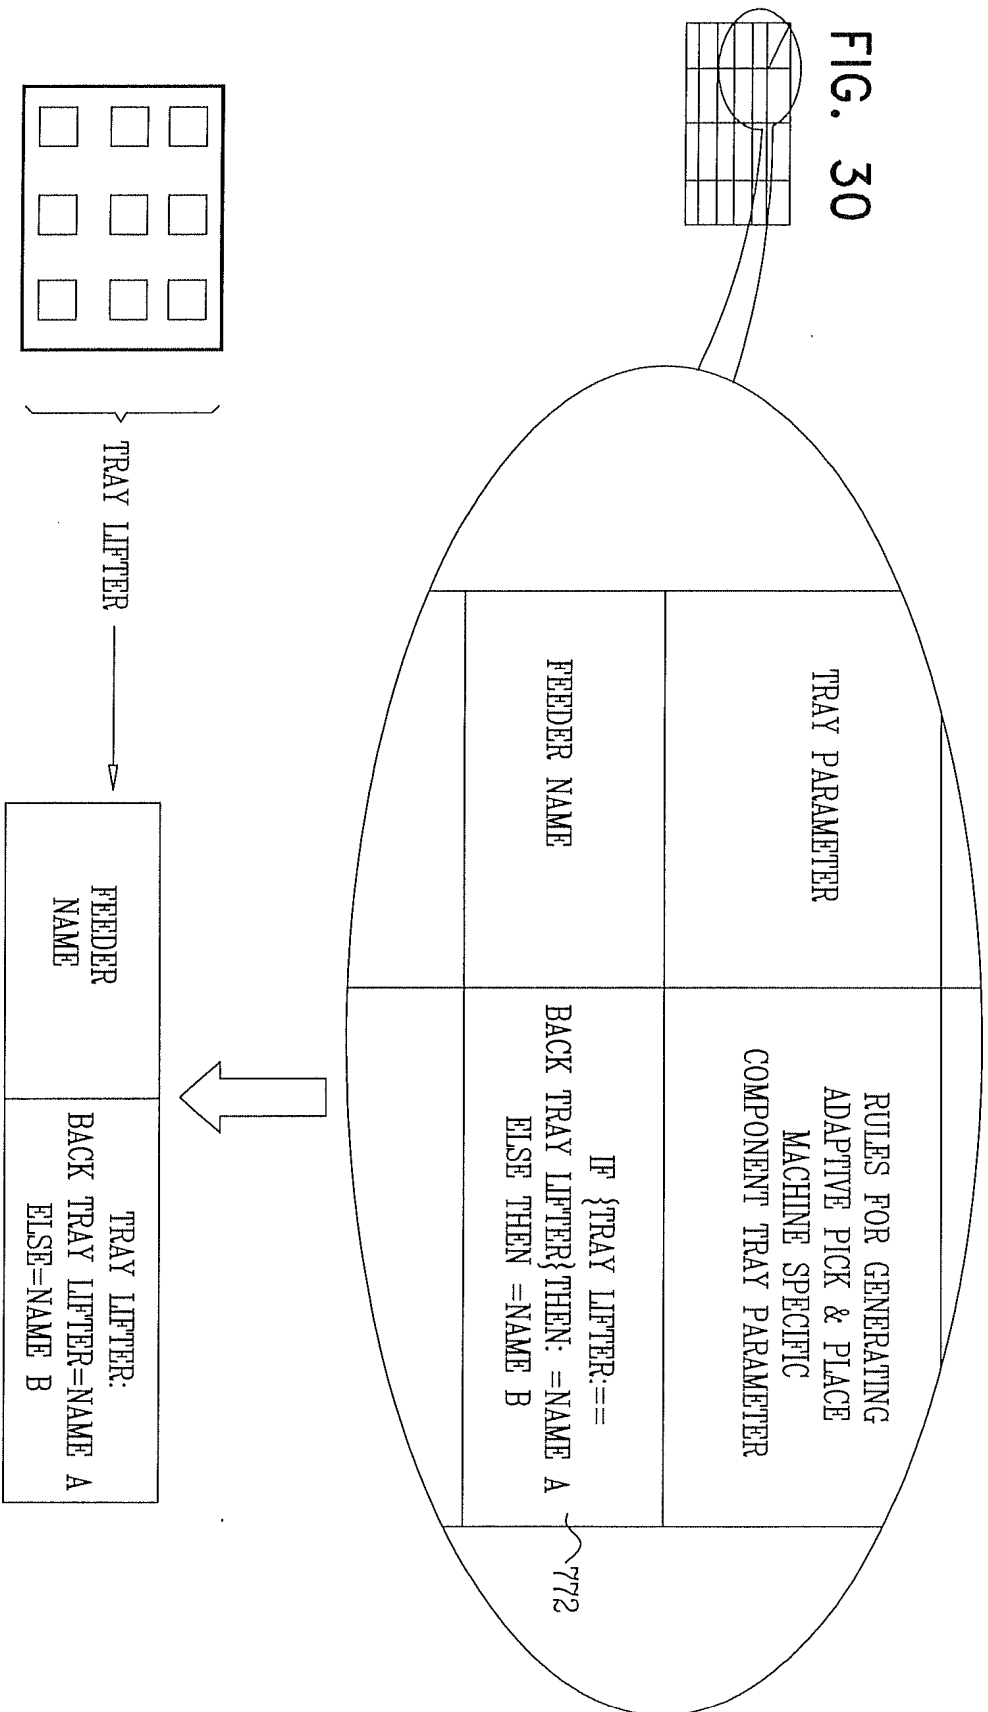 FIG. 30
TRAY PARAMETER
RULES FOR GENERATING
ADAPTIVE PICK & PLACE
MACHINE SPECIFIC
COMPONENT TRAY PARAMETER
FEEDER NAME
IF {TRAY LIFTER:==
BACK TRAY LIFTER}THEN: =NAME A
ELSE THEN =NAME B
772
TRAY LIFTER
FEEDER
NAME
TRAY LIFTER:
BACK TRAY LIFTER=NAME A
ELSE=NAME B